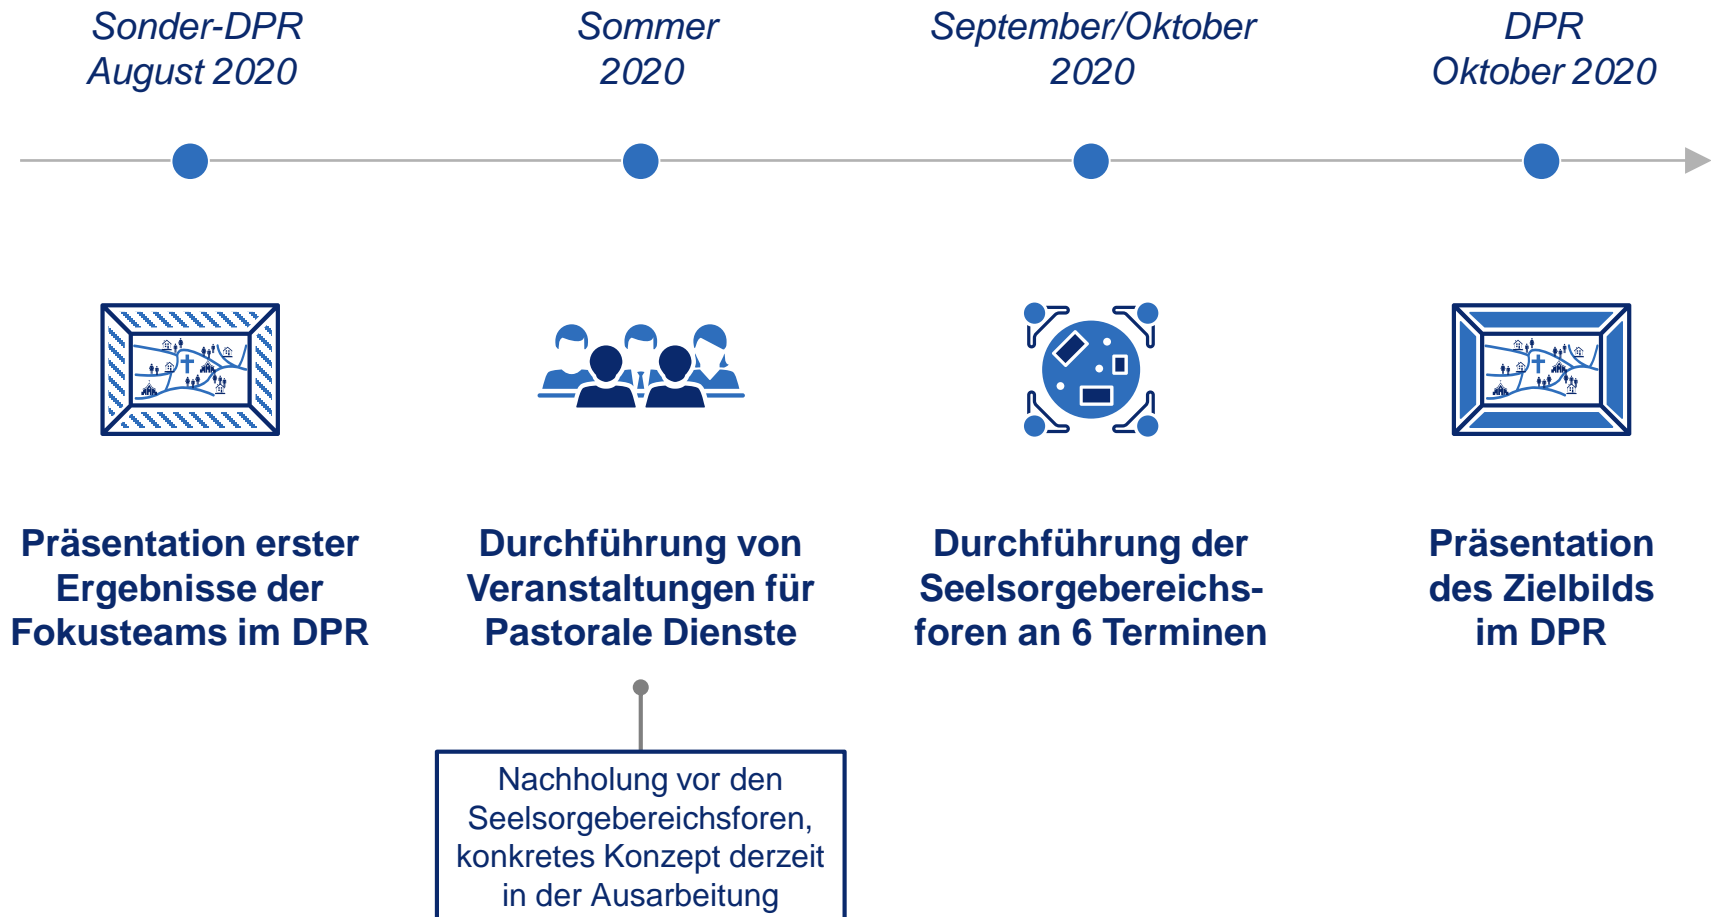 Sonder-DPR
August 2020
Sommer
2020
September/Oktober
2020
DPR
Oktober 2020
Präsentation erster
Ergebnisse der
Fokusteams im DPR
Durchführung von
Veranstaltungen für
Pastorale Dienste
Durchführung der
Seelsorgebereichs-
foren an 6 Terminen
Präsentation
des Zielbilds
im DPR
Nachholung vor den
Seelsorgebereichsforen,
konkretes Konzept derzeit
in der Ausarbeitung